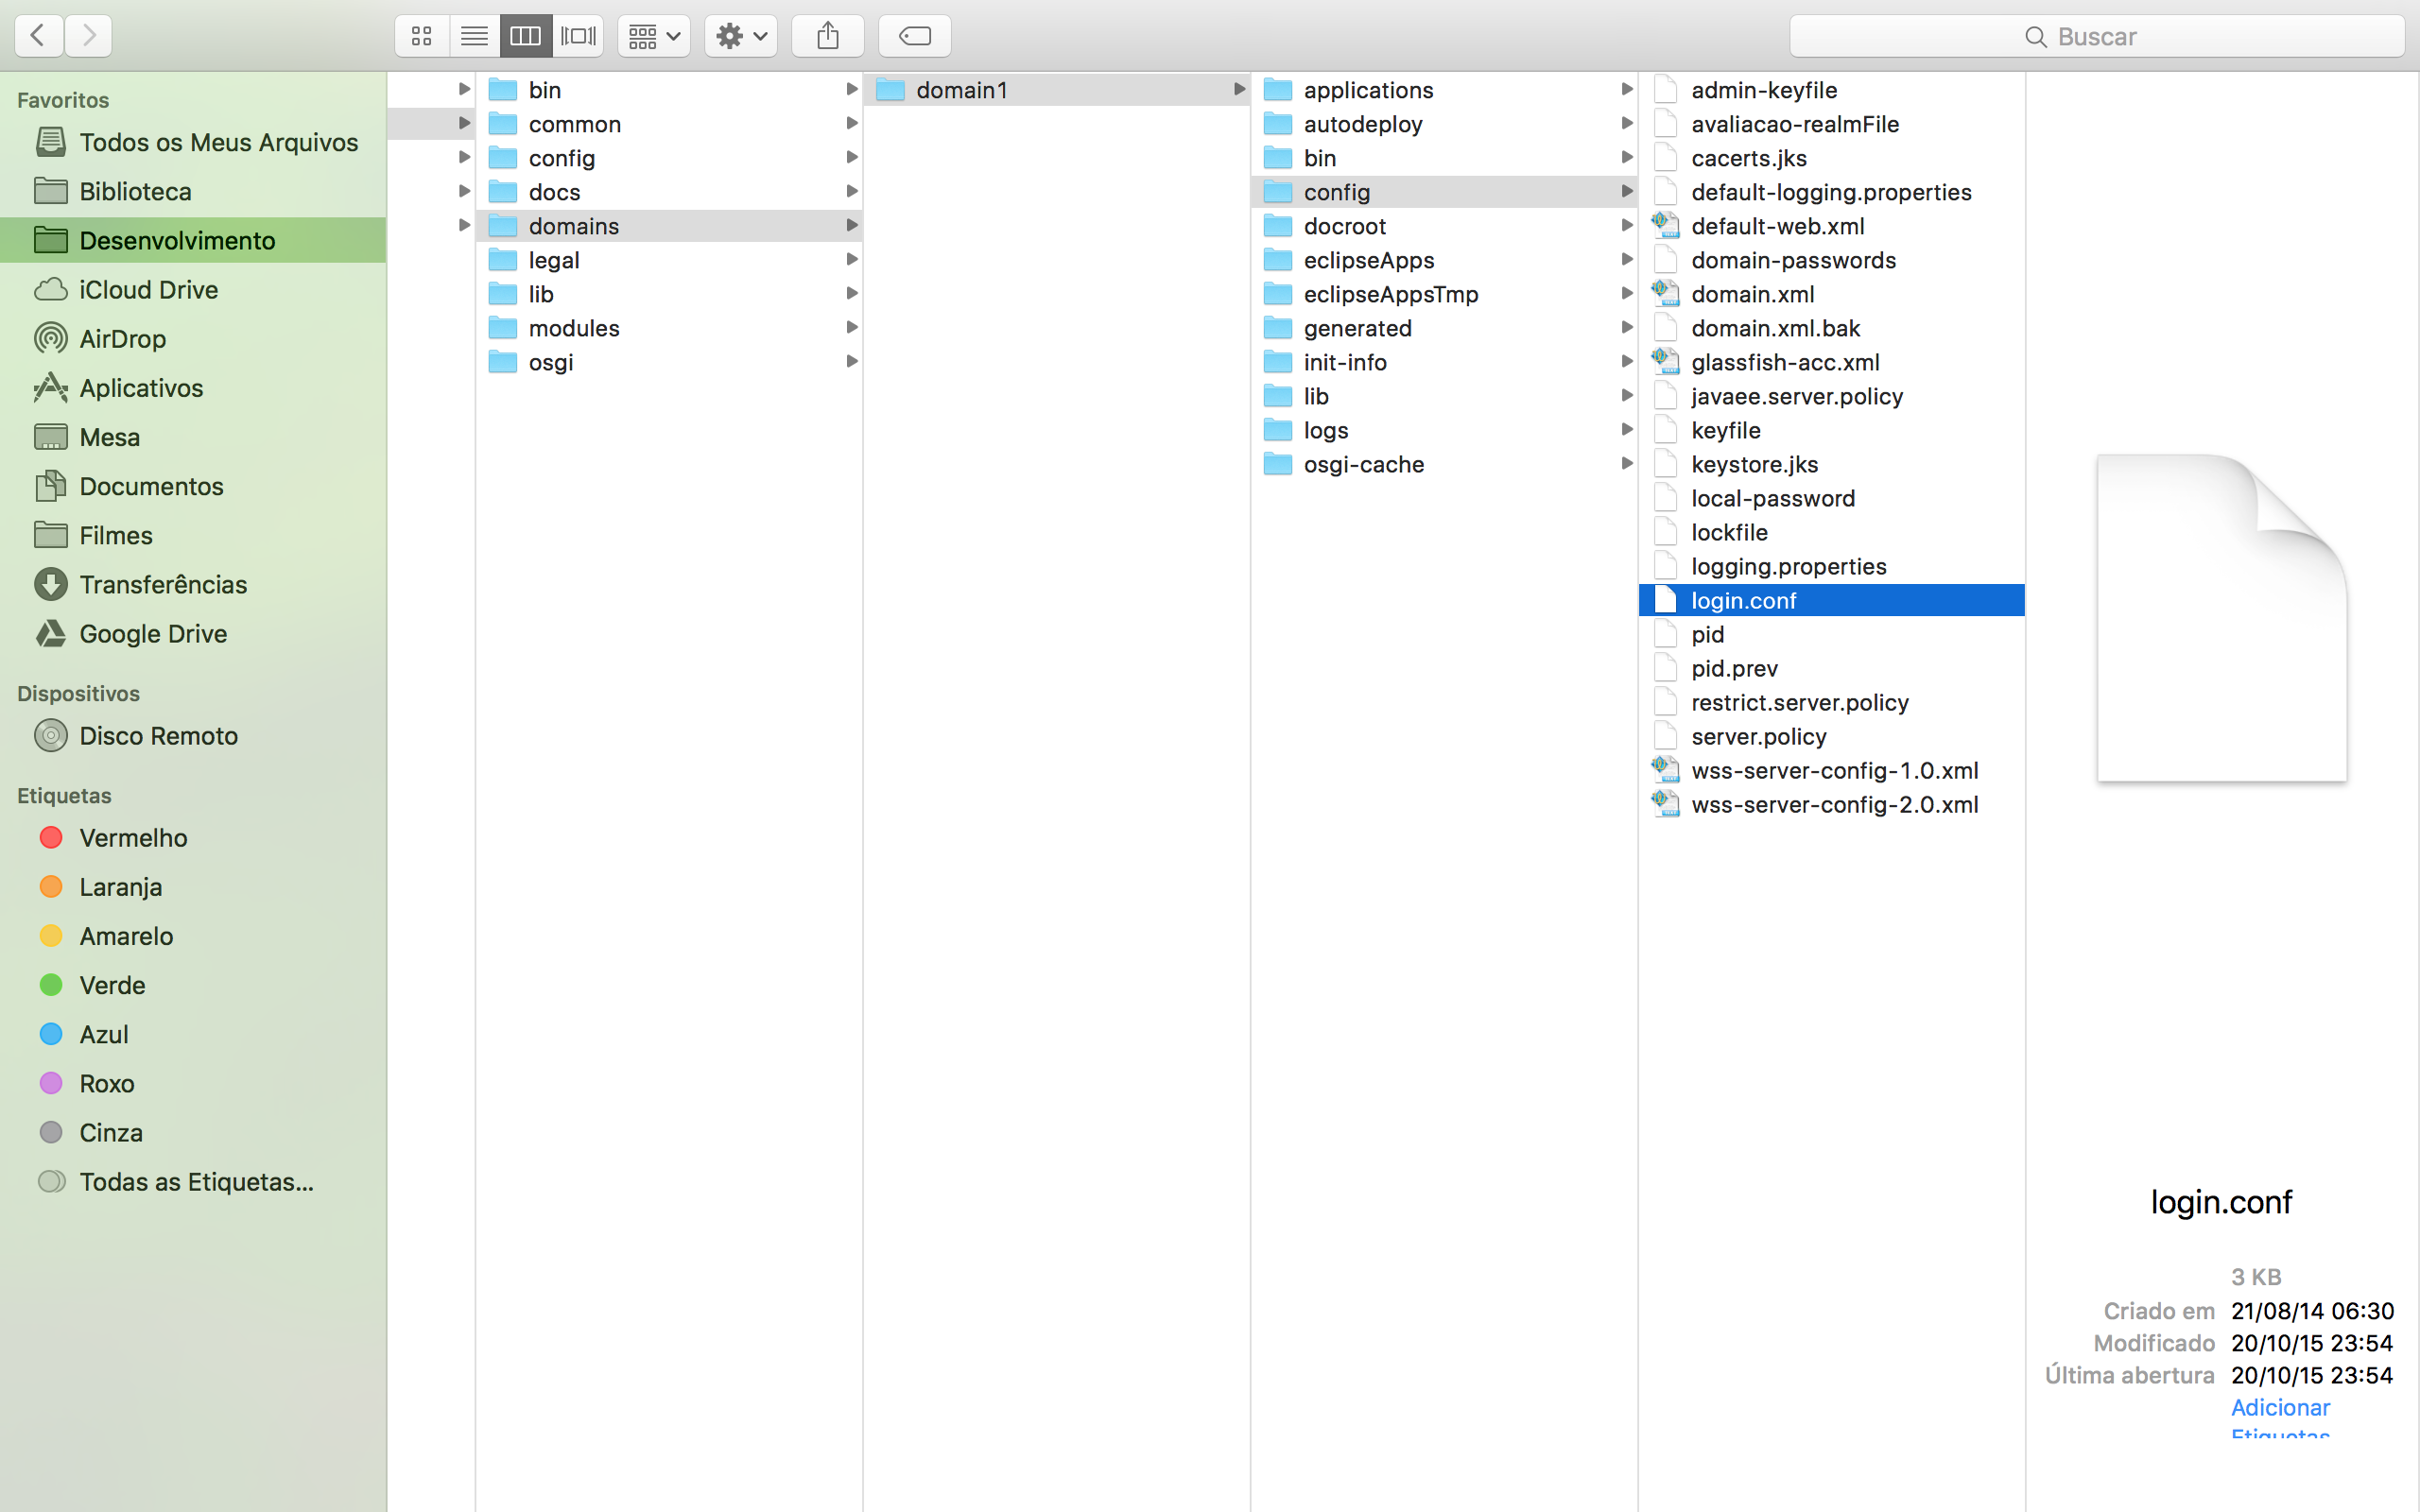 Buscar
Favoritos
Todos os Meus Arquivos
Biblioteca
Desenvolvimento
iCloud Drive
AirDrop
Aplicativos
Mesa
Documentos
Filmes
Transferências
Google Drive
Dispositivos
Disco Remoto
Etiquetas
Vermelho
Laranja
Amarelo
Verde
Azul
Roxo
Cinza
Todas as Etiquetas...
bin
common
config
docs
domains
legal
lib
modules
osgi
domain1
applications
autodeploy
bin
config
docroot
eclipseApps
eclipseAppsTmp
generated
init-info
lib
logs
osgi-cache
admin-keyfile
avaliacao-realmFile
cacerts.jks
default-logging.properties
default-web.xml
domain-passwords
domain.xml
domain.xml.bak
glassfish-acc.xml
javaee.server.policy
keyfile
keystore.jks
local-password
lockfile
logging.properties
login.conf
pid
pid.prev
restrict.server.policy
server.policy
wss-server-config-1.0.xml
wss-server-config-2.0.xml
login.conf
3 KB
Criado em 21/08/14 06:30
Modificado 20/10/15 23:54
Última abertura 20/10/15 23:54
Adicionar
Etiquetas